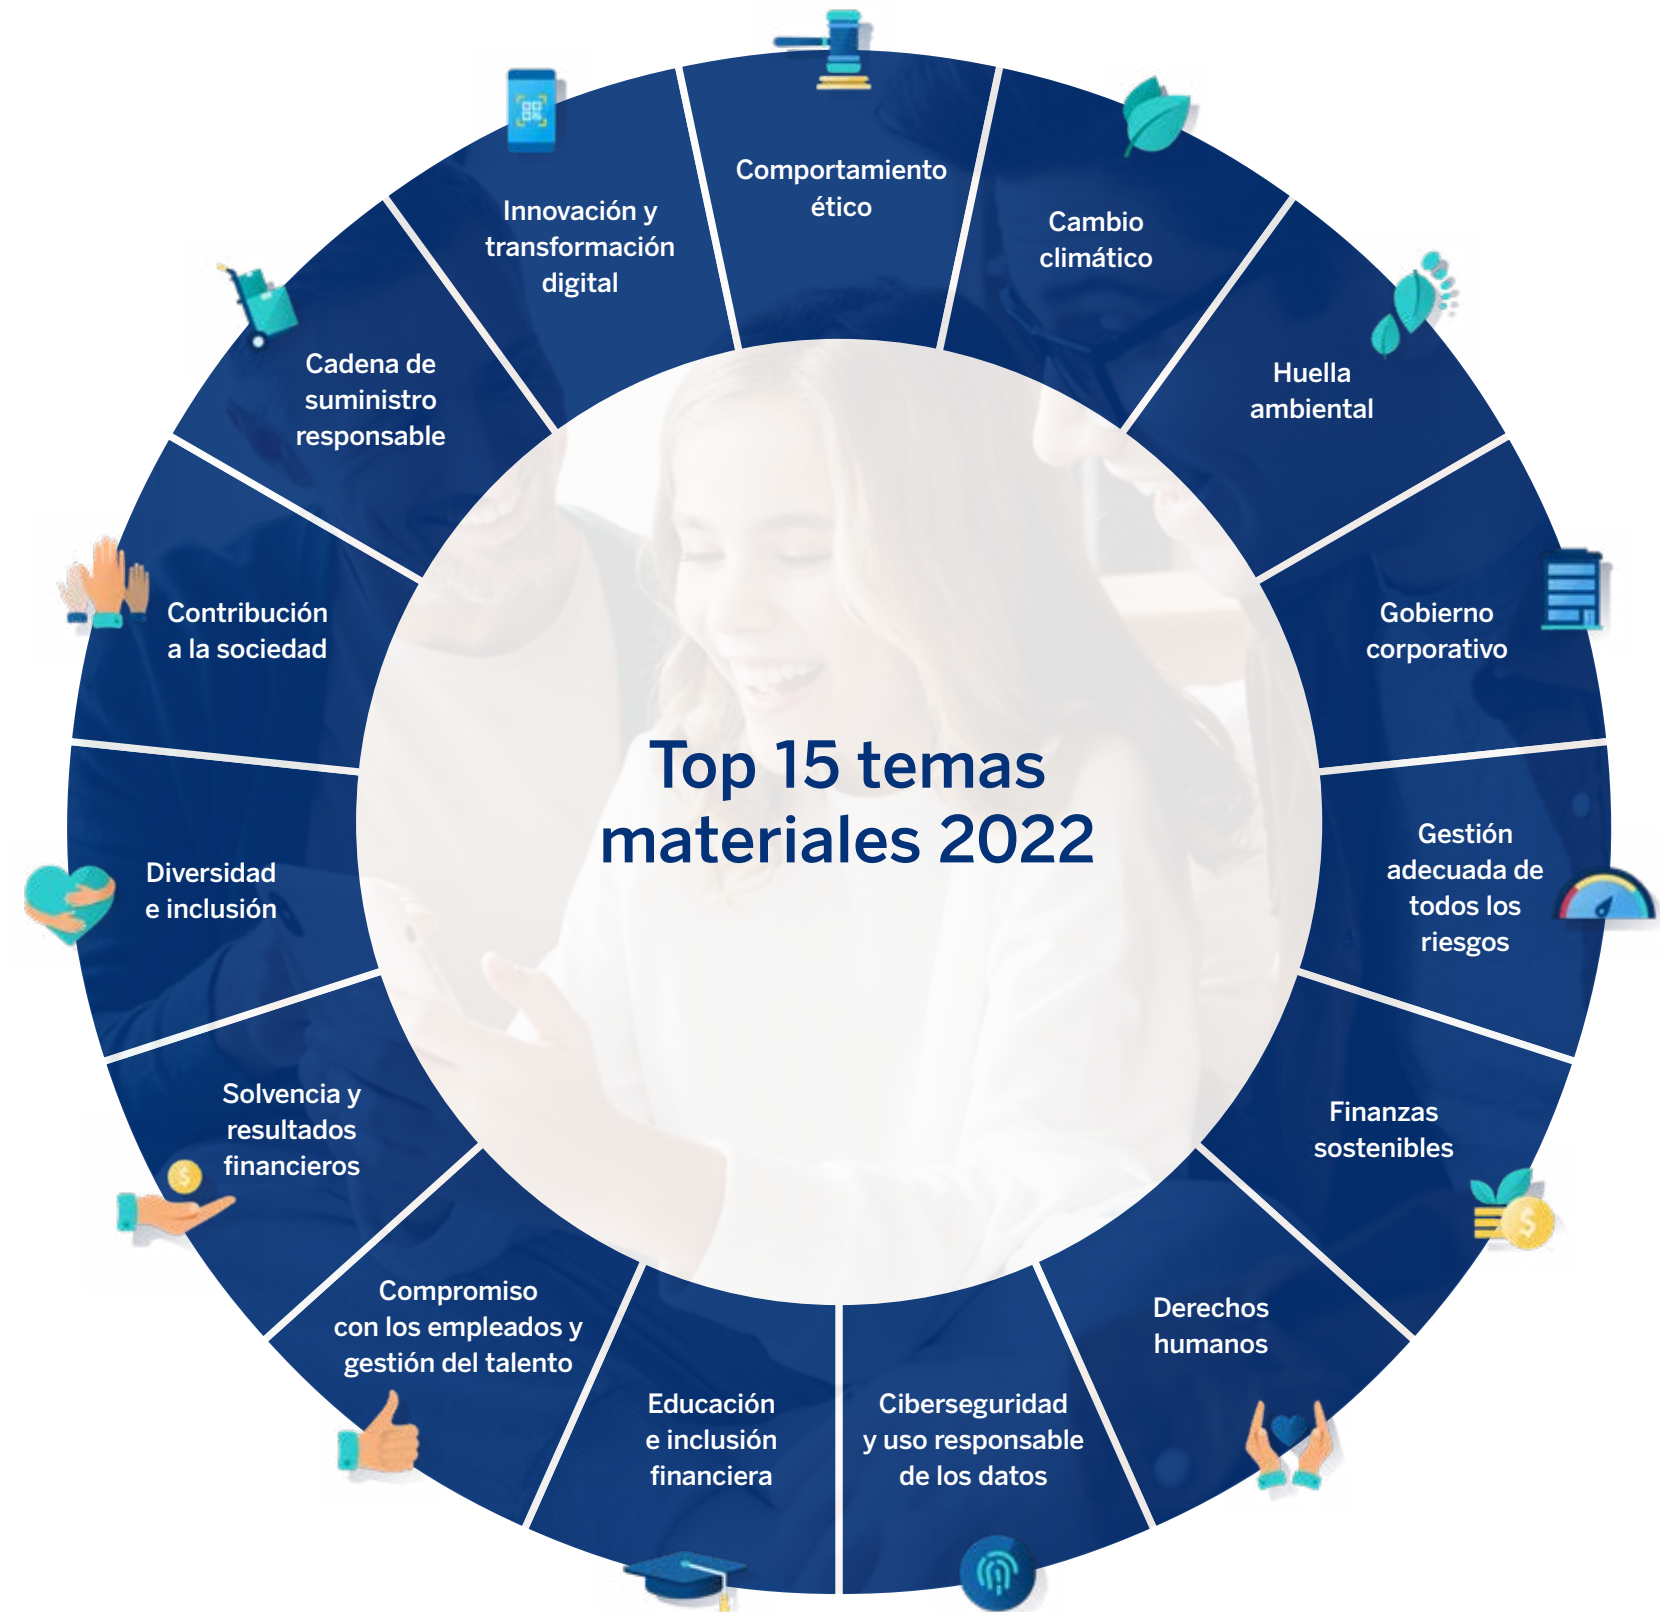 Comportamiento
ético
Cambio
climático
Huella
ambiental
Gobierno
corporativo
Gestión
adecuada de
todos los
riesgos
Finanzas
sostenibles
Derechos
humanos
Ciberseguridad
y uso responsable
de los datos
Educación
e inclusión
financiera
Compromiso
con los empleados y
gestión del talento
Solvencia y
resultados
financieros
Diversidad
e inclusión
Contribución
a la sociedad
Cadena de
suministro
responsable
Innovación y
transformación
digital
Top 15 temas
materiales 2022